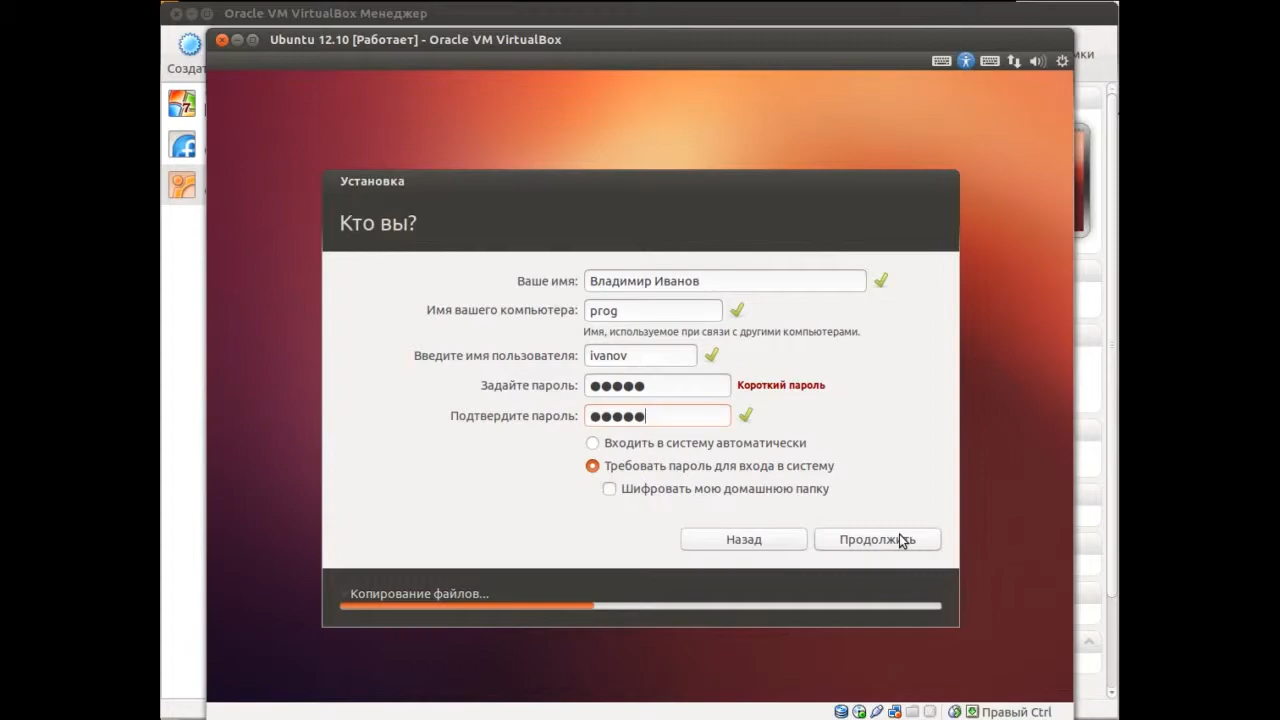 Oracle VM VirtualBox Менеджер
Ubuntu 12.10 [Работает] - Oracle VM VirtualBox
Установка
Кто вы?
Ваше имя: Владимир Иванов
Имя вашего компьютера: prog
Имя, используемое при связи с другими компьютерами.
Введите имя пользователя: ivanov
Задайте пароль: ●●●●● Короткий пароль
Подтвердите пароль: ●●●●●
Входить в систему автоматически
Требовать пароль для входа в систему
Шифровать мою домашнюю папку
Назад Продолжить
Копирование файлов...
Правый Ctrl